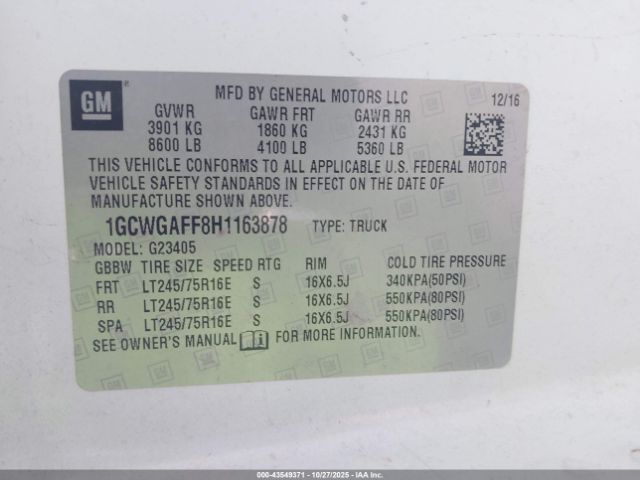 GM
®
MFD BY GENERAL MOTORS LLC 12/16
GVWR GAWR FRT GAWR RR
3901 KG 1860 KG 2431 KG
8600 LB 4100 LB 5360 LB
THIS VEHICLE CONFORMS TO ALL APPLICABLE U.S. FEDERAL MOTOR
VEHICLE SAFETY STANDARDS IN EFFECT ON THE DATE OF
MANUFACTURE SHOWN ABOVE.
1GCWGAFF8H1163878 TYPE: TRUCK
MODEL: G23405
GBBW TIRE SIZE SPEED RTG RIM COLD TIRE PRESSURE
FRT LT245/75R16E S 16X6.5J 340KPA(50PSI)
RR LT245/75R16E S 16X6.5J 550KPA(80PSI)
SPA LT245/75R16E S 16X6.5J 550KPA(80PSI)
SEE OWNER'S MANUAL FOR MORE INFORMATION.
000-43549371 - 10/27/2025 - IAAI.COM